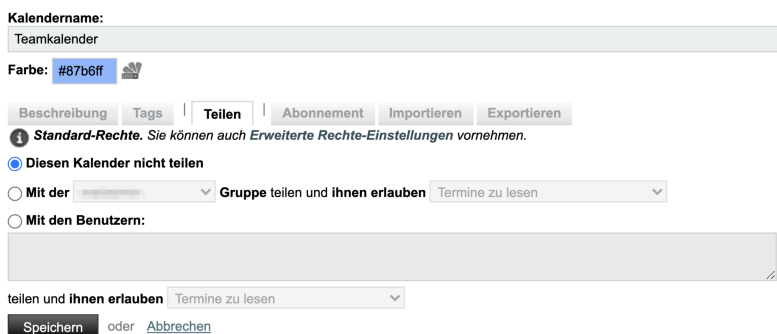 Kalendername:
Teamkalender
Farbe: #87b6ff
Beschreibung Tags Teilen Abonnement Importieren Exportieren
Standard-Rechte. Sie können auch Erweiterte Rechte-Einstellungen vornehmen.
Diesen Kalender nicht teilen
Mit der Gruppe teilen und ihnen erlauben Termine zu lesen
Mit den Benutzern:
teilen und ihnen erlauben Termine zu lesen
Speichern oder Abbrechen